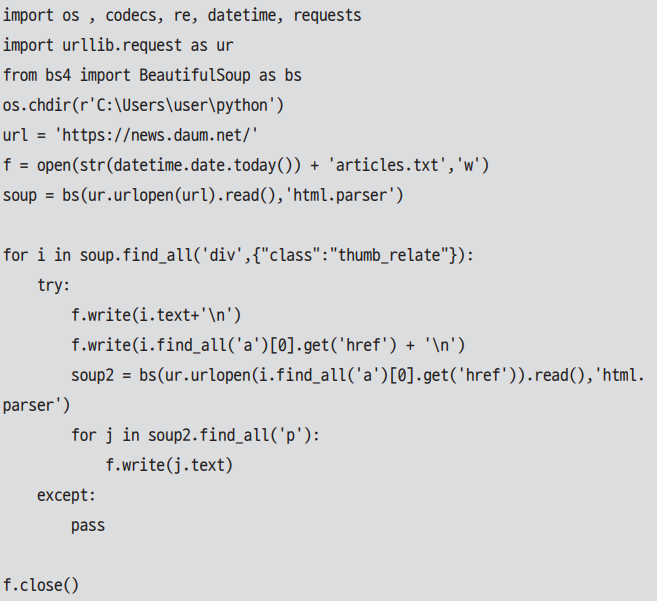 import os , codecs, re, datetime, requests
import urllib.request as ur
from bs4 import BeautifulSoup as bs
os.chdir(r'C:\Users\user\python')
url = 'https://news.daum.net/'
f = open(str(datetime.date.today()) + 'articles.txt','w')
soup = bs(ur.urlopen(url).read(),'html.parser')

for i in soup.find_all('div',{"class":"thumb_relate"}):
    try:
        f.write(i.text+'\n')
        f.write(i.find_all('a')[0].get('href') + '\n')
        soup2 = bs(ur.urlopen(i.find_all('a')[0].get('href')).read(),'html.
parser')
        for j in soup2.find_all('p'):
            f.write(j.text)
    except:
        pass

f.close()